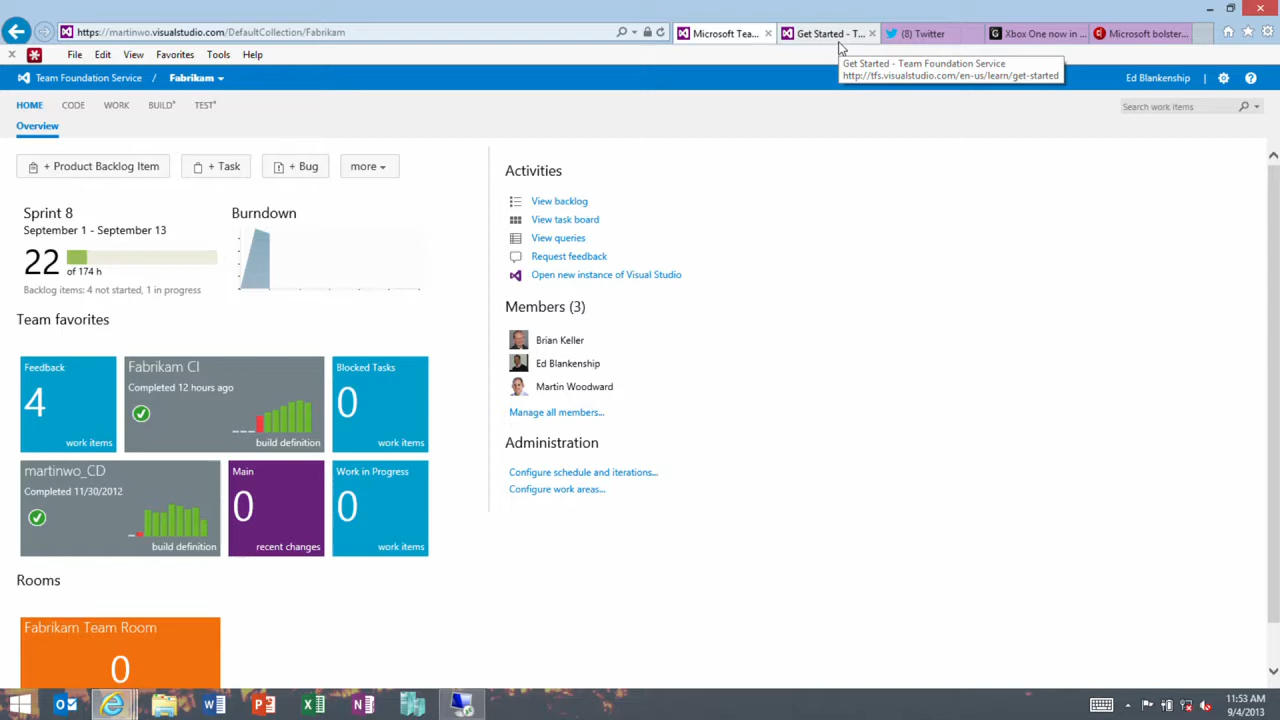 https://martinwo.visualstudio.com/DefaultCollection/Fabrikam
Microsoft Tea...
Get Started - T...
(8) Twitter
Xbox One now in ...
Microsoft bolster...
File Edit View Favorites Tools Help
Get Started - Team Foundation Service
http://tfs.visualstudio.com/en-us/learn/get-started
Team Foundation Service / Fabrikam
Ed Blankenship
HOME CODE WORK BUILD* TEST*
Search work items
Overview
+ Product Backlog Item
+ Task
+ Bug
more
Sprint 8
September 1 - September 13
22
of 174 h
Backlog items: 4 not started, 1 in progress
Burndown
Team favorites
Feedback
4
work items
Fabrikam CI
Completed 12 hours ago
build definition
Blocked Tasks
0
work items
martinwo_CD
Completed 11/30/2012
build definition
Main
0
recent changes
Work in Progress
0
work items
Rooms
Fabrikam Team Room
0
Activities
View backlog
View task board
View queries
Request feedback
Open new instance of Visual Studio
Members (3)
Brian Keller
Ed Blankenship
Martin Woodward
Manage all members...
Administration
Configure schedule and iterations...
Configure work areas...
11:53 AM
9/4/2013